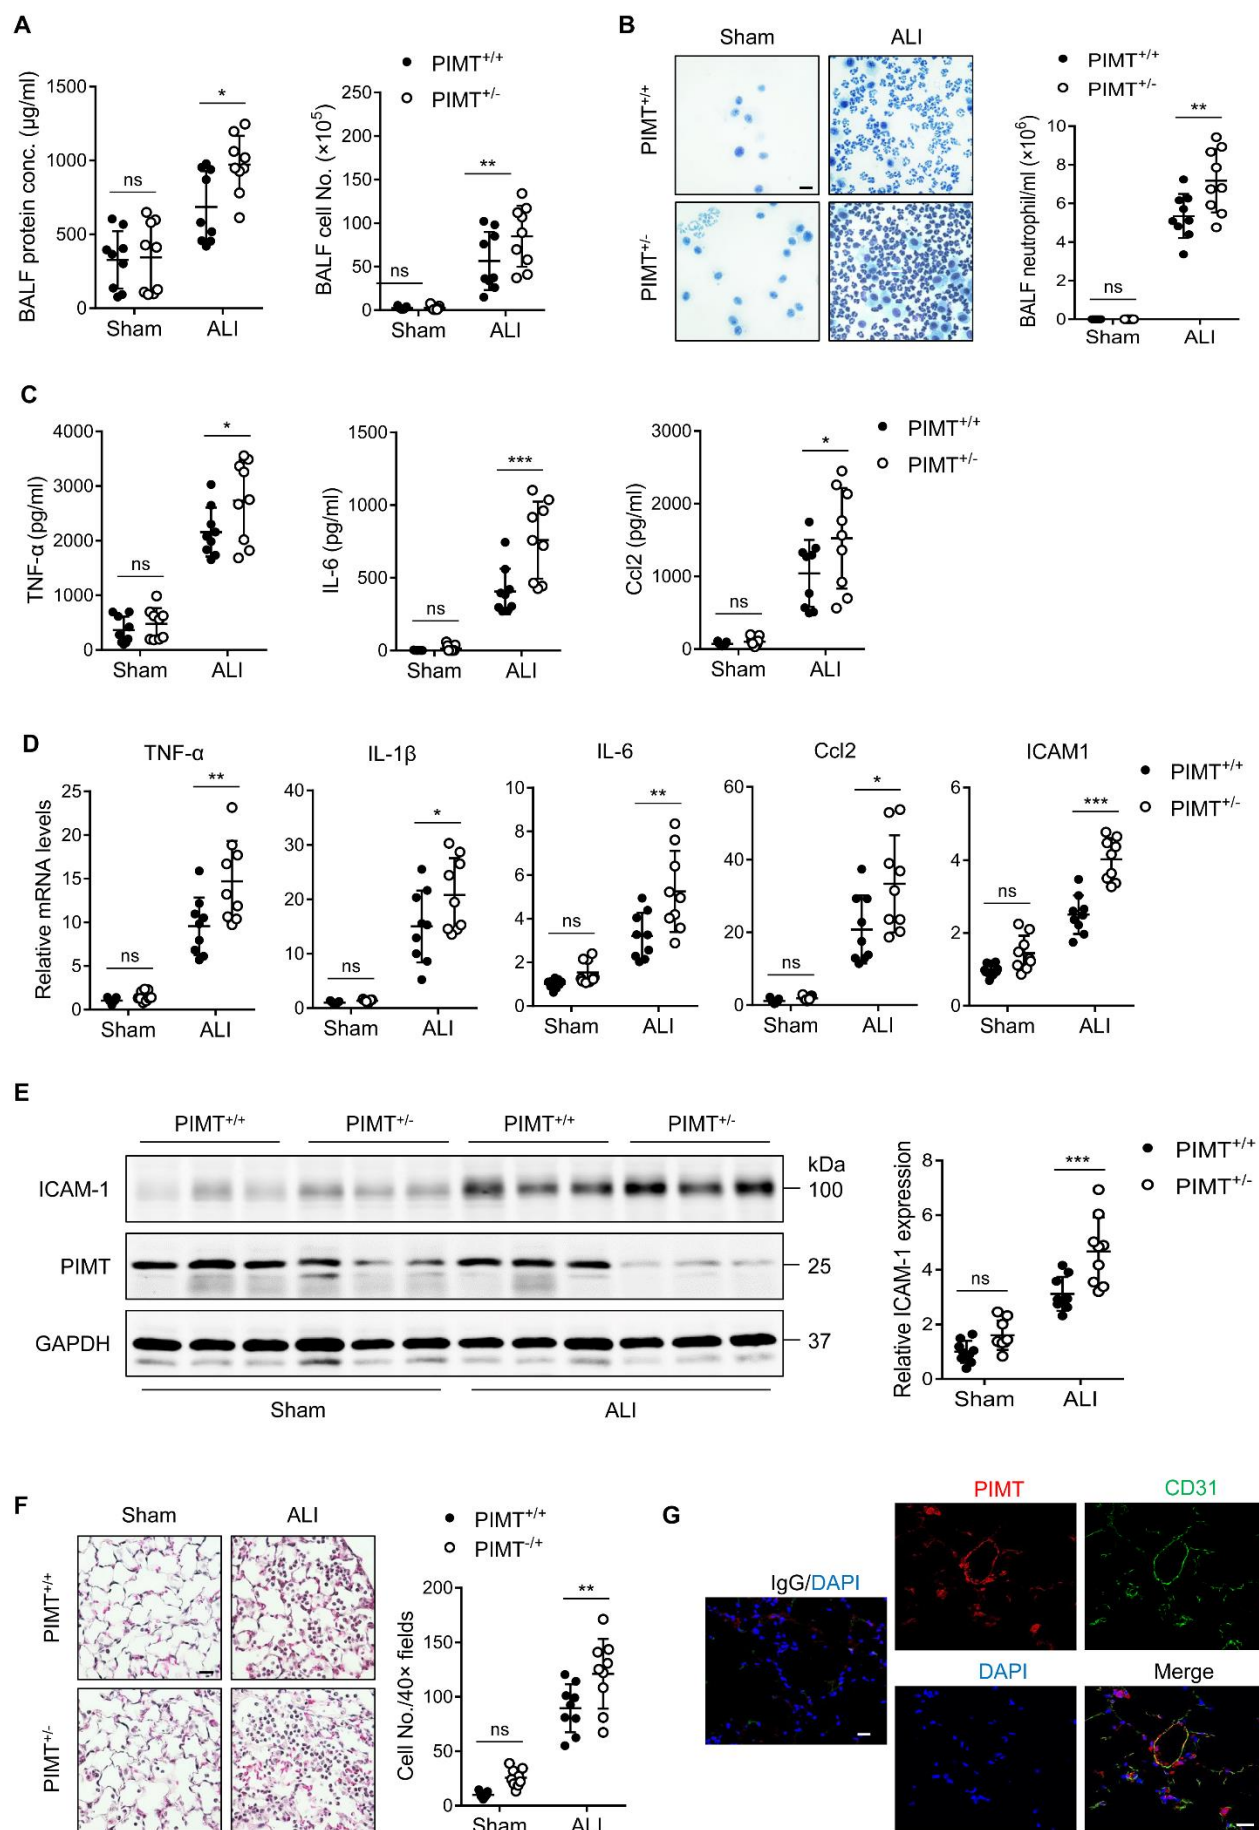 A
BALF protein conc. (µg/ml)
1500
1000
500
0
ns
*
Sham
ALI
BALF cell No. (×10⁵)
250
200
150
100
50
0
ns
**
Sham
ALI
PIMT+/+
PIMT+/-
B
Sham
ALI
PIMT+/+
PIMT+/-
BALF neutrophil/ml (×10⁶)
10
8
6
4
2
0
ns
**
Sham
ALI
PIMT+/+
PIMT+/-
C
TNF-α (pg/ml)
4000
3000
2000
1000
0
ns
*
Sham
ALI
IL-6 (pg/ml)
1500
1000
500
0
ns
***
Sham
ALI
Ccl2 (pg/ml)
3000
2000
1000
0
ns
*
Sham
ALI
PIMT+/+
PIMT+/-
D
Relative mRNA levels
TNF-α
25
20
15
10
5
0
ns
**
Sham
ALI
IL-1β
40
30
20
10
0
ns
*
Sham
ALI
IL-6
10
8
6
4
2
0
ns
**
Sham
ALI
Ccl2
60
40
20
0
ns
*
Sham
ALI
ICAM1
6
4
2
0
ns
***
Sham
ALI
PIMT+/+
PIMT+/-
E
PIMT+/+
PIMT+/-
PIMT+/+
PIMT+/-
kDa
ICAM-1
100
PIMT
25
GAPDH
37
Sham
ALI
Relative ICAM-1 expression
8
6
4
2
0
ns
***
Sham
ALI
PIMT+/+
PIMT+/-
F
Sham
ALI
PIMT+/+
PIMT+/-
PIMT+/+
PIMT-/+
Cell No./40× fields
200
150
100
50
0
ns
**
Sham
ALI
G
IgG/DAPI
PIMT
CD31
DAPI
Merge